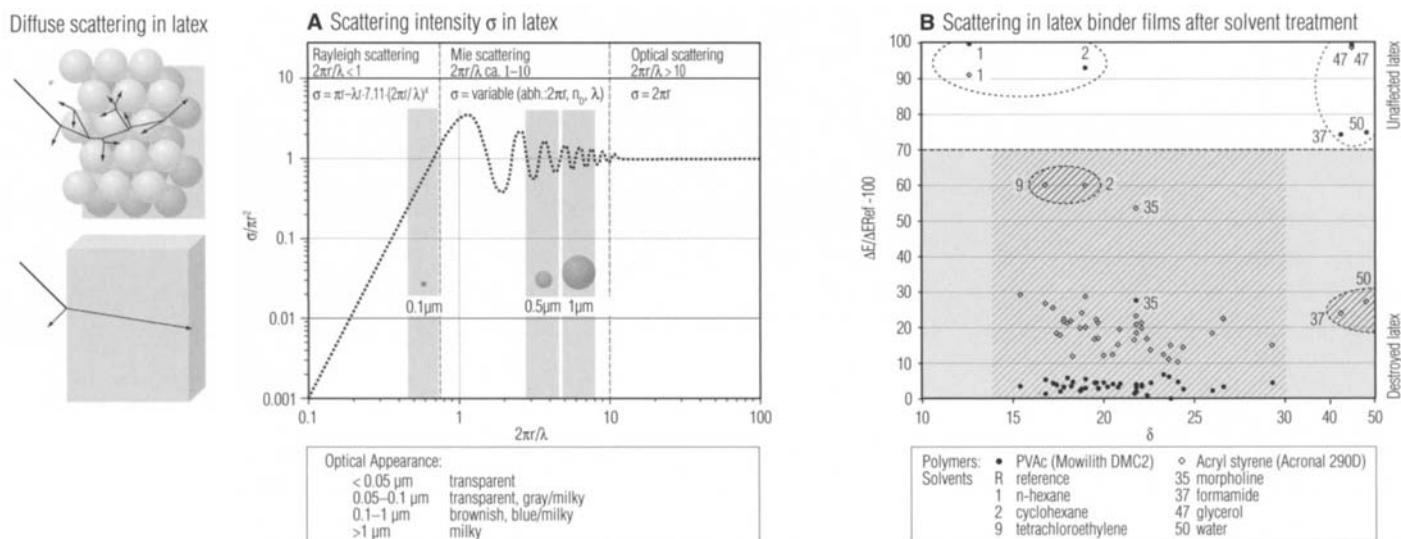 Diffuse scattering in latex
A Scattering intensity σ in latex
Rayleigh scattering
2πr/λ<1
σ = πr–λr·7.11·(2πr/λ)⁴
Mie scattering
2πr/λ ca. 1–10
σ = variable (abh.:2πr, n_D, λ)
Optical scattering
2πr/λ>10
σ = 2πr
10
1
0.1
0.01
0.001
σ/πr²
0.1μm
0.5μm
1μm
0.1
1
10
100
2πr/λ
Optical Appearance:
< 0.05 μm transparent
0.05–0.1 μm transparent, gray/milky
0.1–1 μm brownish, blue/milky
>1 μm milky
B Scattering in latex binder films after solvent treatment
100
90
80
70
60
50
40
30
20
10
0
ΔE/ΔERef ·100
1
2
1
47 47
37
50
9
2
35
35
50
37
Unaffected latex
Destroyed latex
10
15
20
30
40
50
δ
Polymers: • PVAc (Mowilith DMC2) ◇ Acryl styrene (Acronal 290D)
Solvents R reference 35 morpholine
1 n-hexane 37 formamide
2 cyclohexane 47 glycerol
9 tetrachloroethylene 50 water